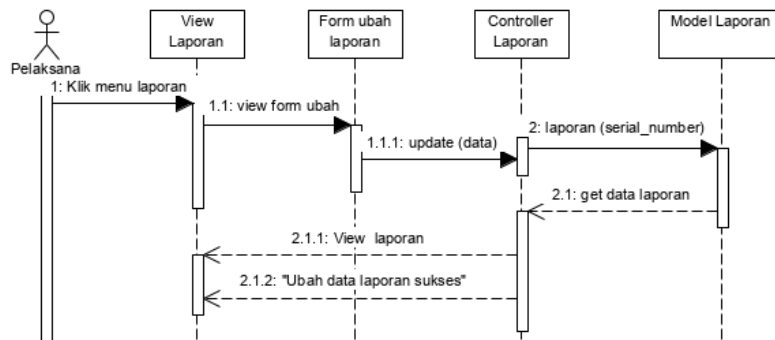 View
Laporan
Form ubah
laporan
Controller
Laporan
Model Laporan
Pelaksana
1: Klik menu laporan
1.1: view form ubah
1.1.1: update (data)
2: laporan (serial_number)
2.1: get data laporan
2.1.1: View laporan
2.1.2: "Ubah data laporan sukses"